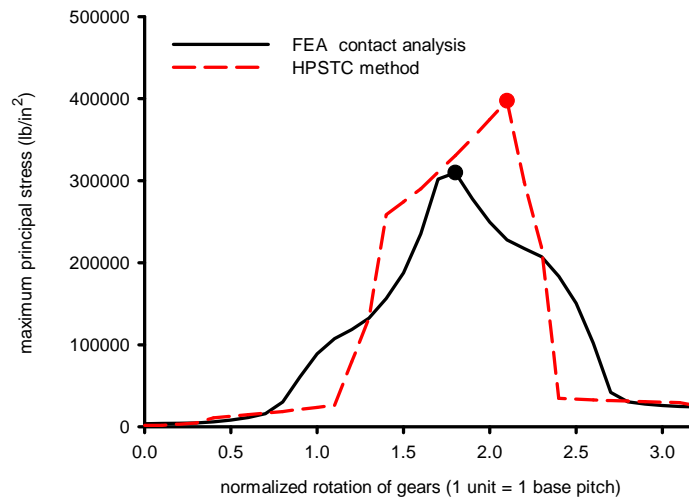 500000
400000
300000
200000
100000
0
maximum principal stress (lb/in²)
FEA  contact analysis
HPSTC method
0.0 0.5 1.0 1.5 2.0 2.5 3.0
normalized rotation of gears (1 unit = 1 base pitch)